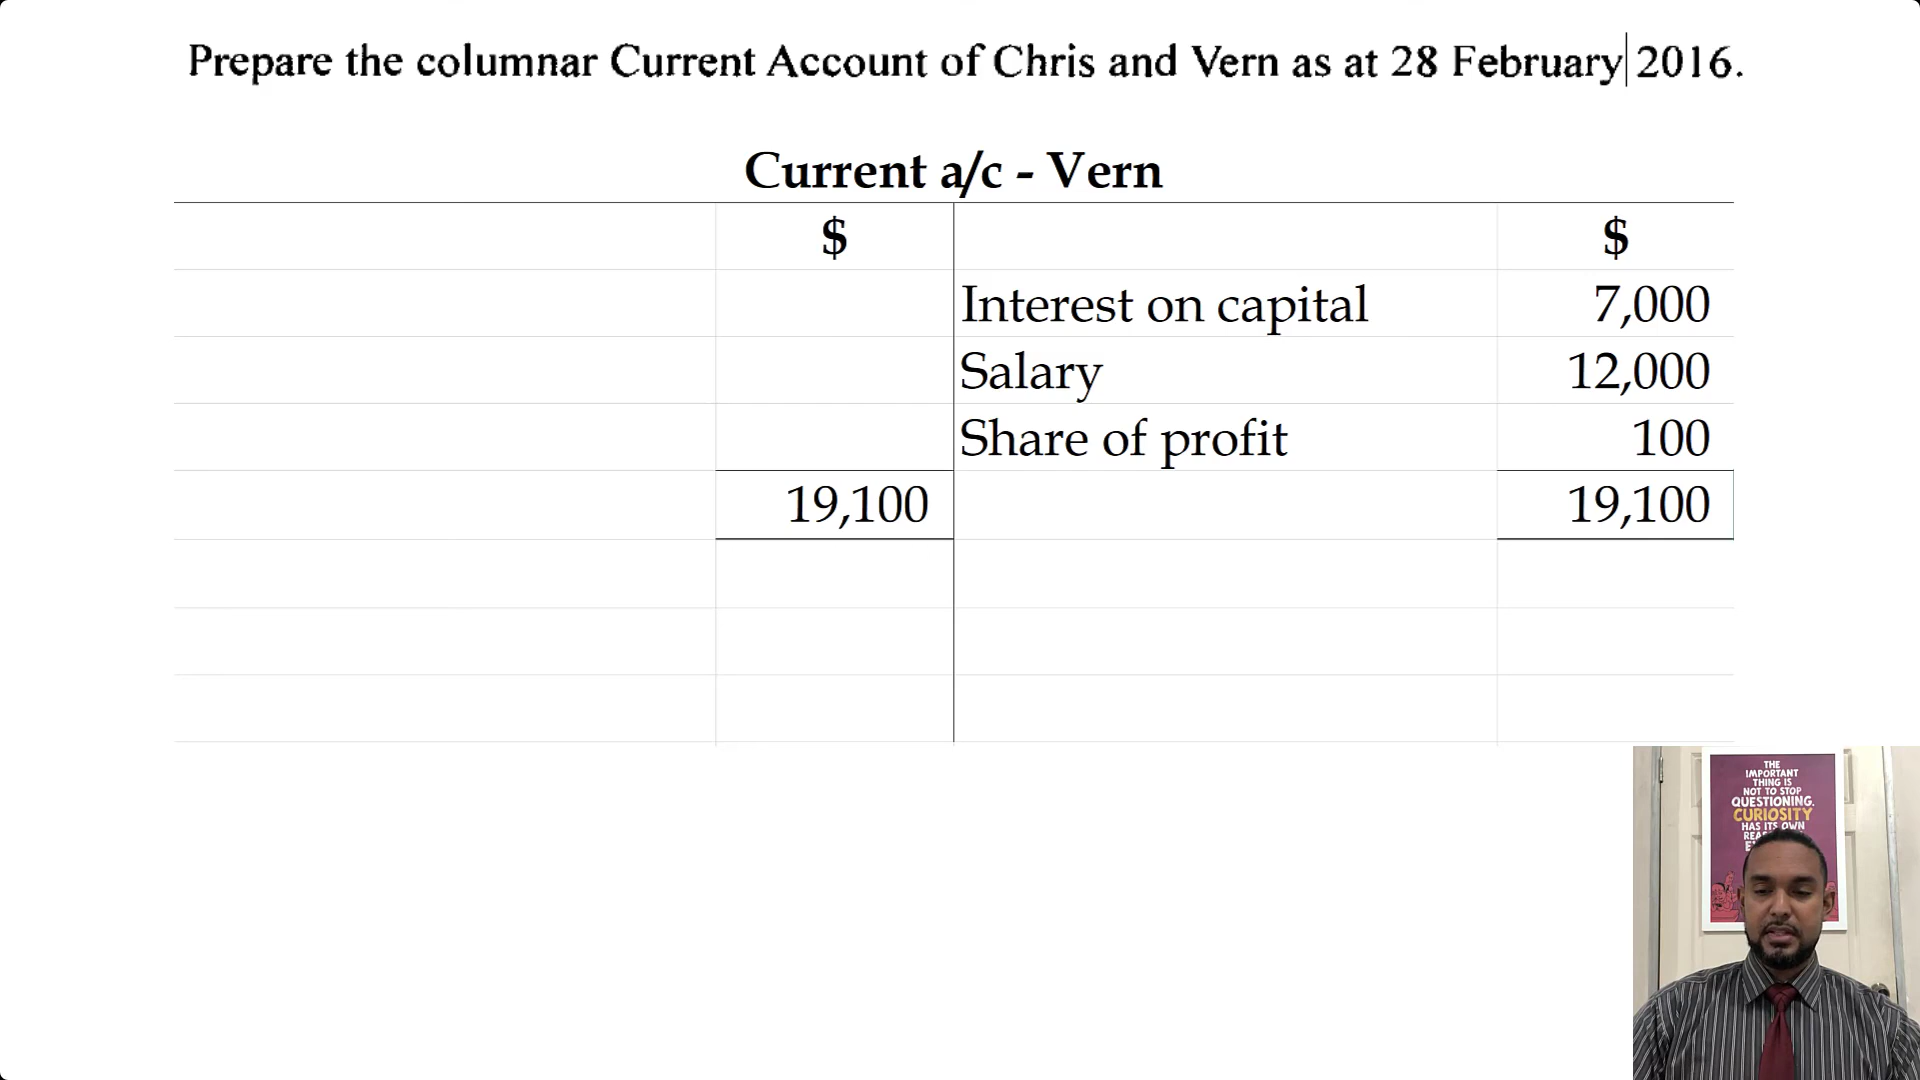 Prepare the columnar Current Account of Chris and Vern as at 28 February 2016.
Current a/c - Vern
$ $
Interest on capital 7,000
Salary 12,000
Share of profit 100
19,100 19,100
THE
IMPORTANT
THING IS
NOT TO STOP
QUESTIONING.
CURIOSITY
HAS ITS OWN